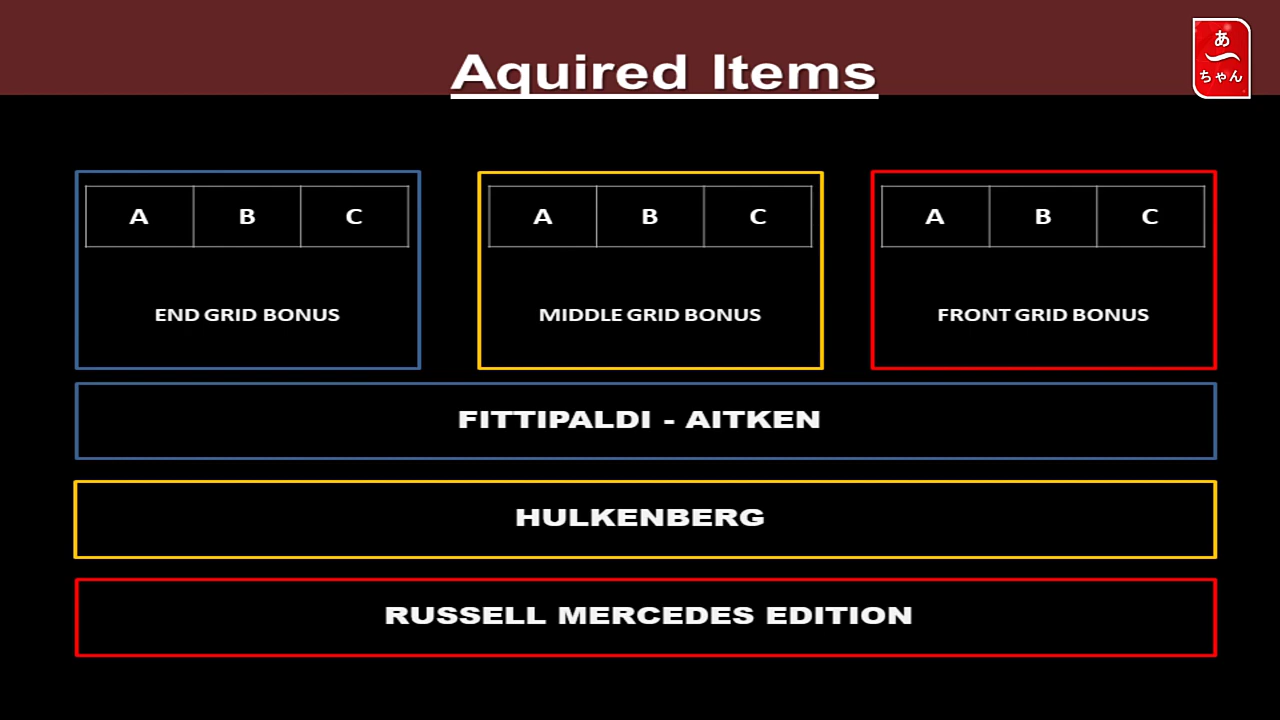 Aquired Items
あーちゃん
A B C
END GRID BONUS
A B C
MIDDLE GRID BONUS
A B C
FRONT GRID BONUS
FITTIPALDI - AITKEN
HULKENBERG
RUSSELL MERCEDES EDITION